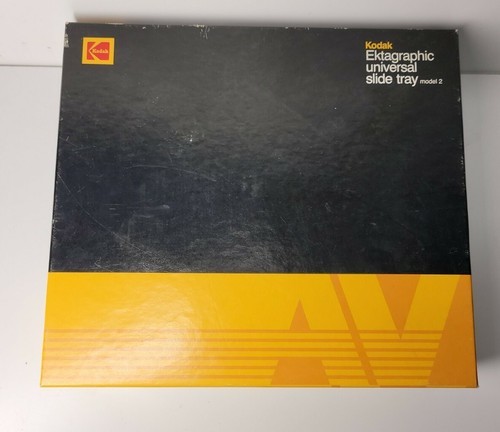 Kodak
Kodak
Ektagraphic
universal
slide tray model 2
AV